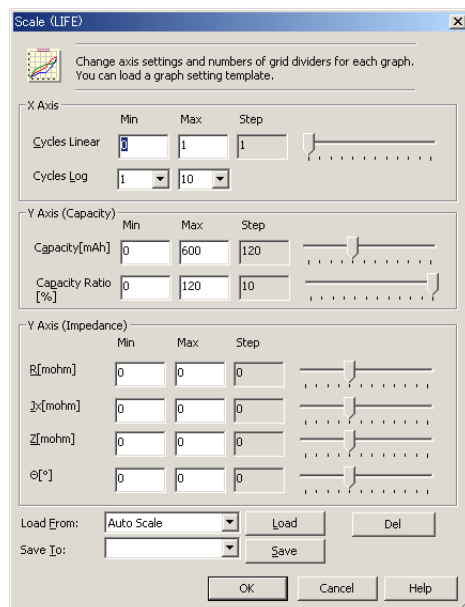 Scale (LIFE)
Change axis settings and numbers of grid dividers for each graph.
You can load a graph setting template.
X Axis
Min Max Step
Cycles Linear 0 1 1
Cycles Log 1 10
Y Axis (Capacity)
Min Max Step
Capacity[mAh] 0 600 120
Capacity Ratio [%] 0 120 10
Y Axis (Impedance)
Min Max Step
R[mohm] 0 0 0
Jx[mohm] 0 0 0
Z[mohm] 0 0 0
Θ[°] 0 0 0
Load From: Auto Scale Load Del
Save To: Save
OK Cancel Help